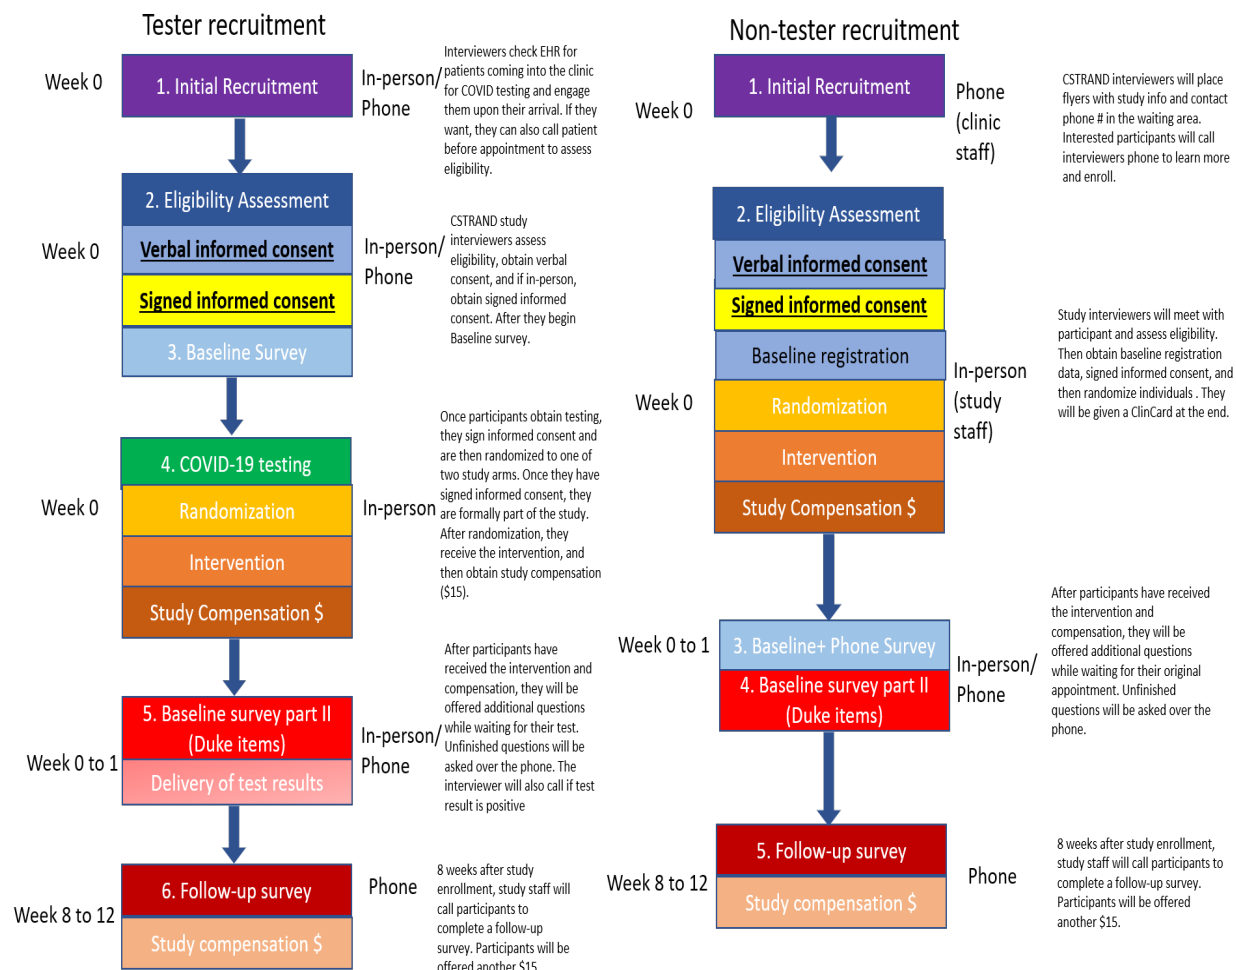 Tester recruitment
Week 0
1. Initial Recruitment
In-person/
Phone
Interviewers check EHR for
patients coming into the clinic
for COVID testing and engage
them upon their arrival. If they
want, they can also call patient
before appointment to assess
eligibility.
Week 0
2. Eligibility Assessment
Verbal informed consent
Signed informed consent
3. Baseline Survey
In-person/
Phone
CSTRAND study
interviewers assess
eligibility, obtain verbal
consent, and if in-person,
obtain signed informed
consent. After they begin
Baseline survey.
Week 0
4. COVID-19 testing
Randomization
Intervention
Study Compensation $
In-person
Once participants obtain testing,
they sign informed consent and
are then randomized to one of
two study arms. Once they have
signed informed consent, they
are formally part of the study.
After randomization, they
receive the intervention, and
then obtain study compensation
($15).
Week 0 to 1
5. Baseline survey part II
(Duke items)
Delivery of test results
In-person/
Phone
After participants have
received the intervention and
compensation, they will be
offered additional questions
while waiting for their test.
Unfinished questions will be
asked over the phone. The
interviewer will also call if test
result is positive
Week 8 to 12
6. Follow-up survey
Study compensation $
Phone
8 weeks after study
enrollment, study staff will
call participants to
complete a follow-up
survey. Participants will be
offered another $15
Non-tester recruitment
Week 0
1. Initial Recruitment
Phone
(clinic
staff)
CSTRAND interviewers will place
flyers with study info and contact
phone # in the waiting area.
Interested participants will call
interviewers phone to learn more
and enroll.
Week 0
2. Eligibility Assessment
Verbal informed consent
Signed informed consent
Baseline registration
Randomization
Intervention
Study Compensation $
In-person
(study
staff)
Study interviewers will meet with
participant and assess eligibility.
Then obtain baseline registration
data, signed informed consent, and
then randomize individuals . They
will be given a ClinCard at the end.
Week 0 to 1
3. Baseline+ Phone Survey
4. Baseline survey part II
(Duke items)
In-person/
Phone
After participants have received
the intervention and
compensation, they will be
offered additional questions
while waiting for their original
appointment. Unfinished
questions will be asked over the
phone.
Week 8 to 12
5. Follow-up survey
Study compensation $
Phone
8 weeks after study enrollment,
study staff will call participants to
complete a follow-up survey.
Participants will be offered
another $15.